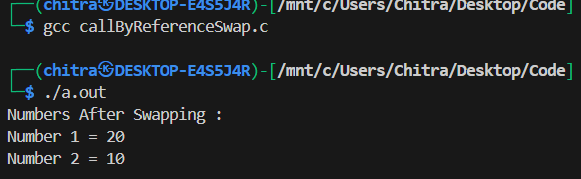 ┌──(chitra㉿DESKTOP-E4S5J4R)-[/mnt/c/Users/Chitra/Desktop/Code]
└─$ gcc callByReferenceSwap.c
┌──(chitra㉿DESKTOP-E4S5J4R)-[/mnt/c/Users/Chitra/Desktop/Code]
└─$ ./a.out
Numbers After Swapping :
Number 1 = 20
Number 2 = 10